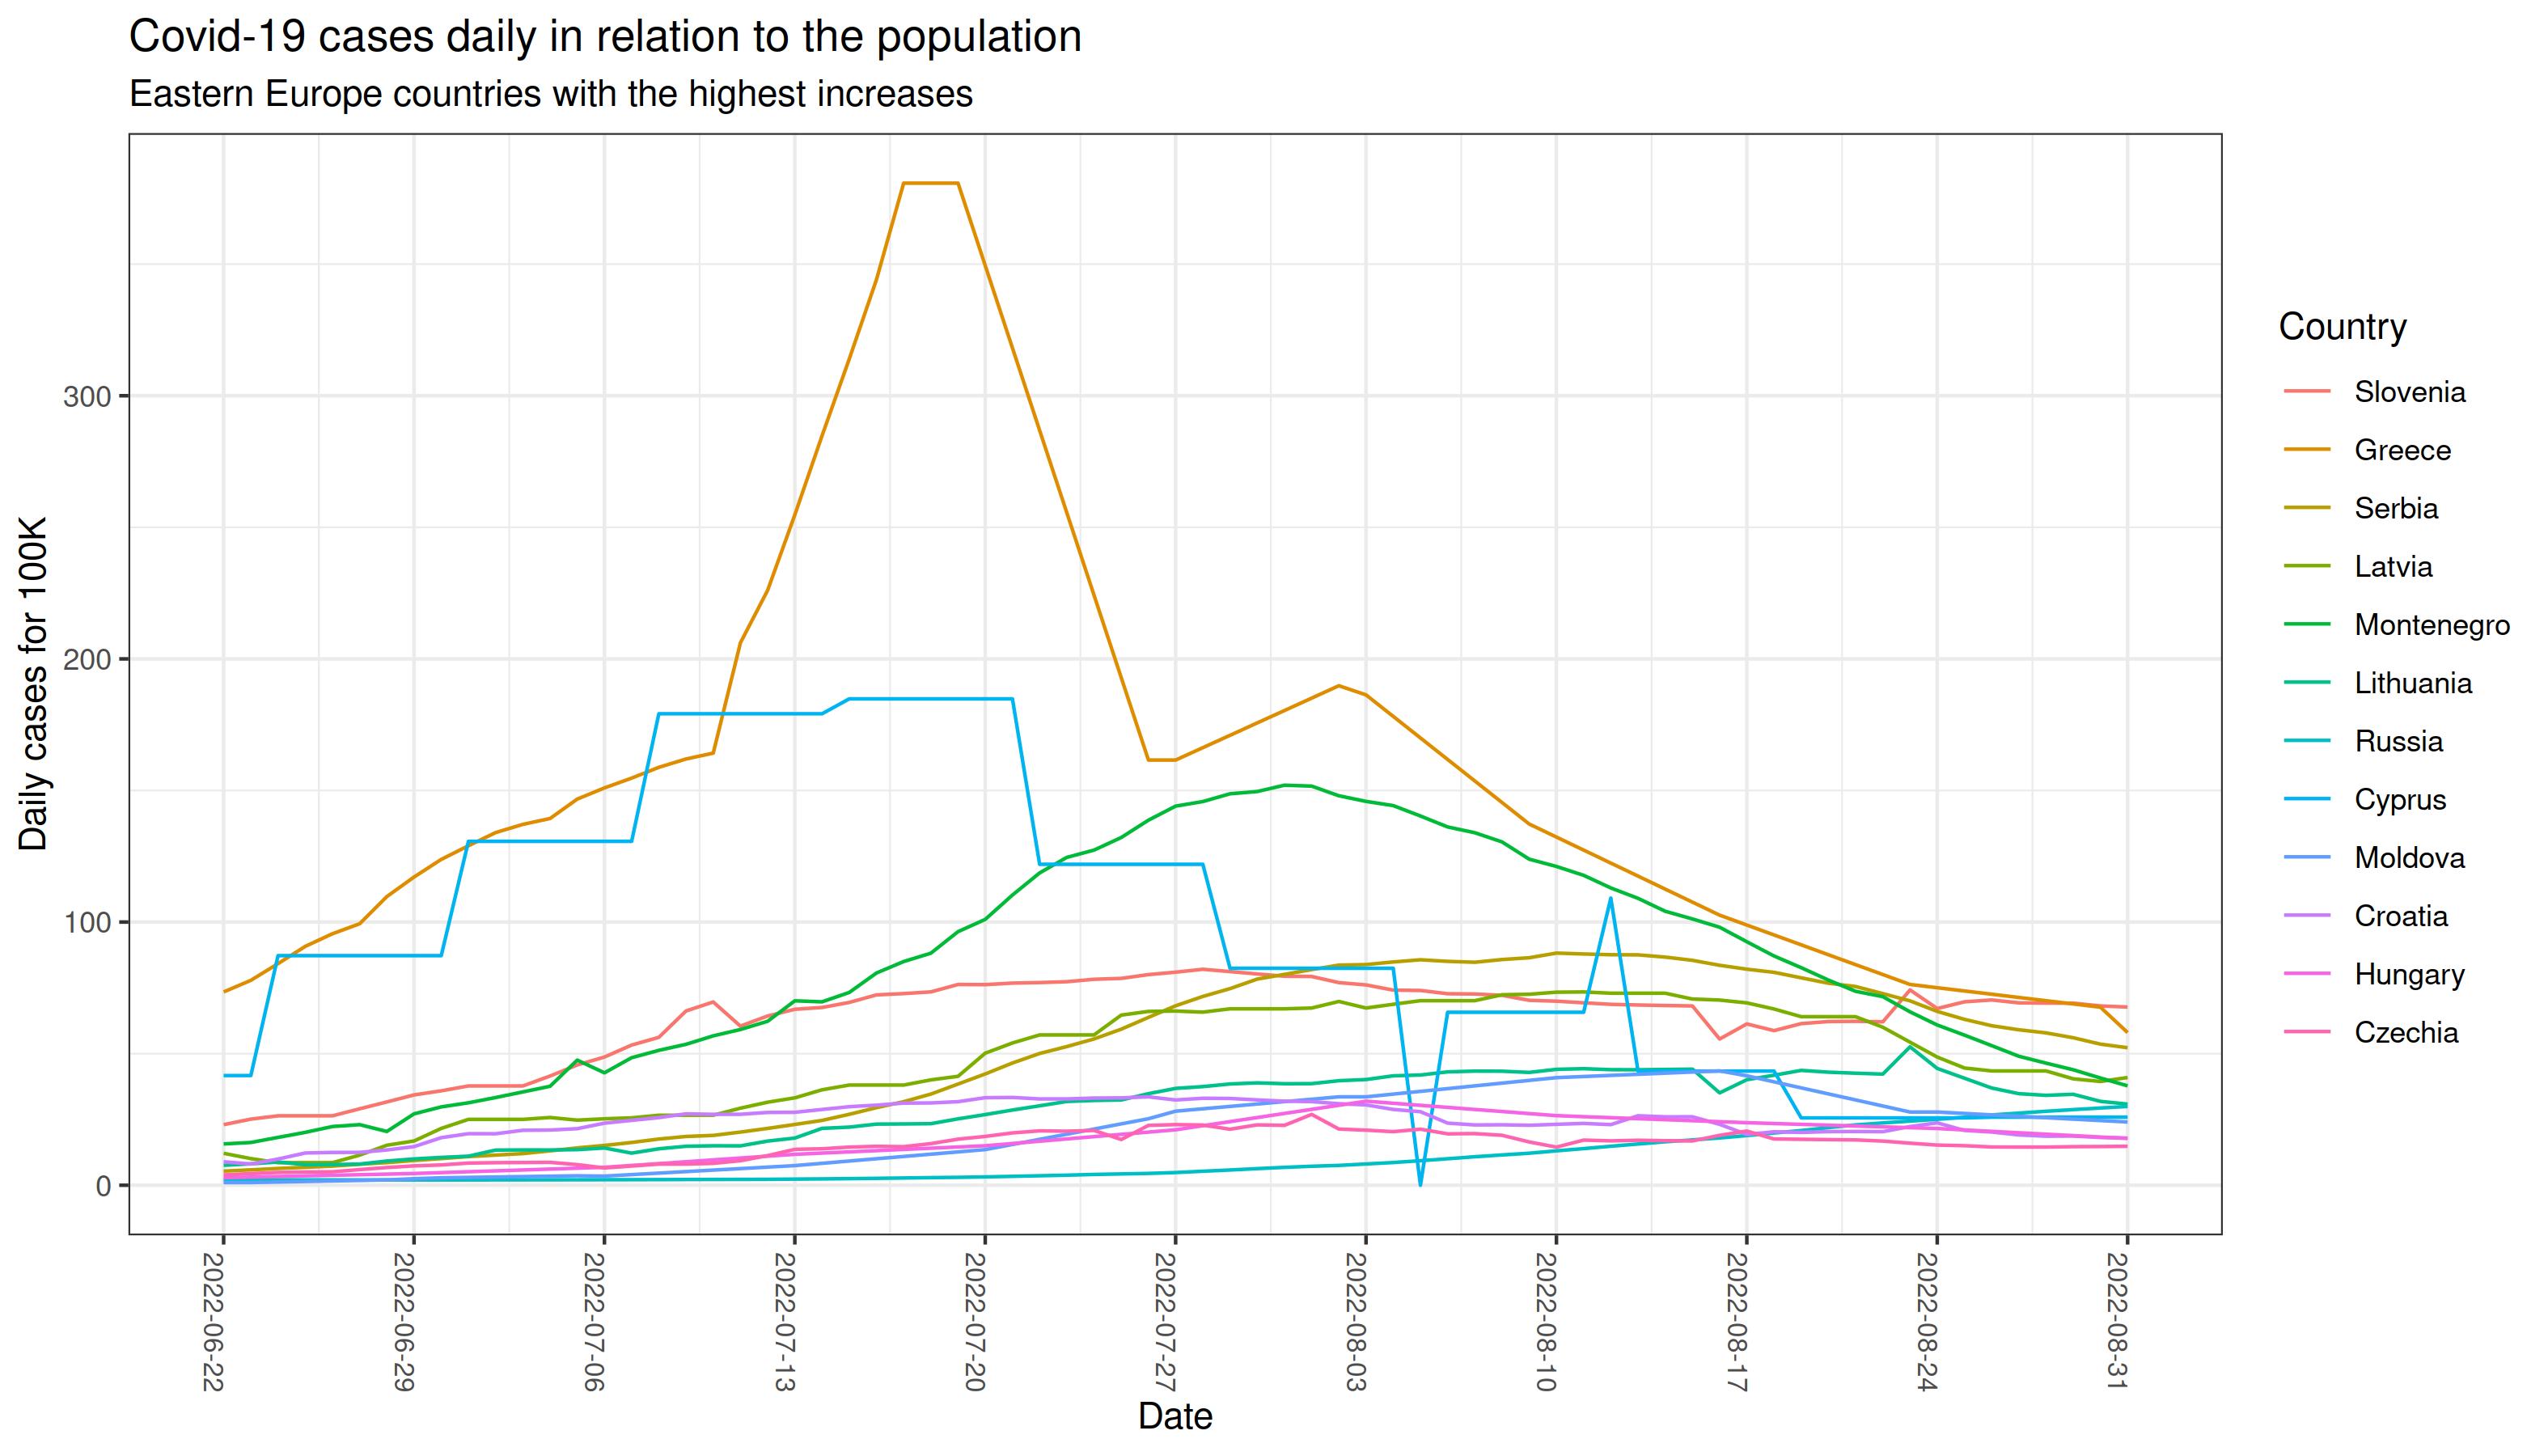 Covid-19 cases daily in relation to the population
Eastern Europe countries with the highest increases
Daily cases for 100K
300
200
100
0
2022-06-22
2022-06-29
2022-07-06
2022-07-13
2022-07-20
2022-07-27
2022-08-03
2022-08-10
2022-08-17
2022-08-24
2022-08-31
Date
Country
Slovenia
Greece
Serbia
Latvia
Montenegro
Lithuania
Russia
Cyprus
Moldova
Croatia
Hungary
Czechia